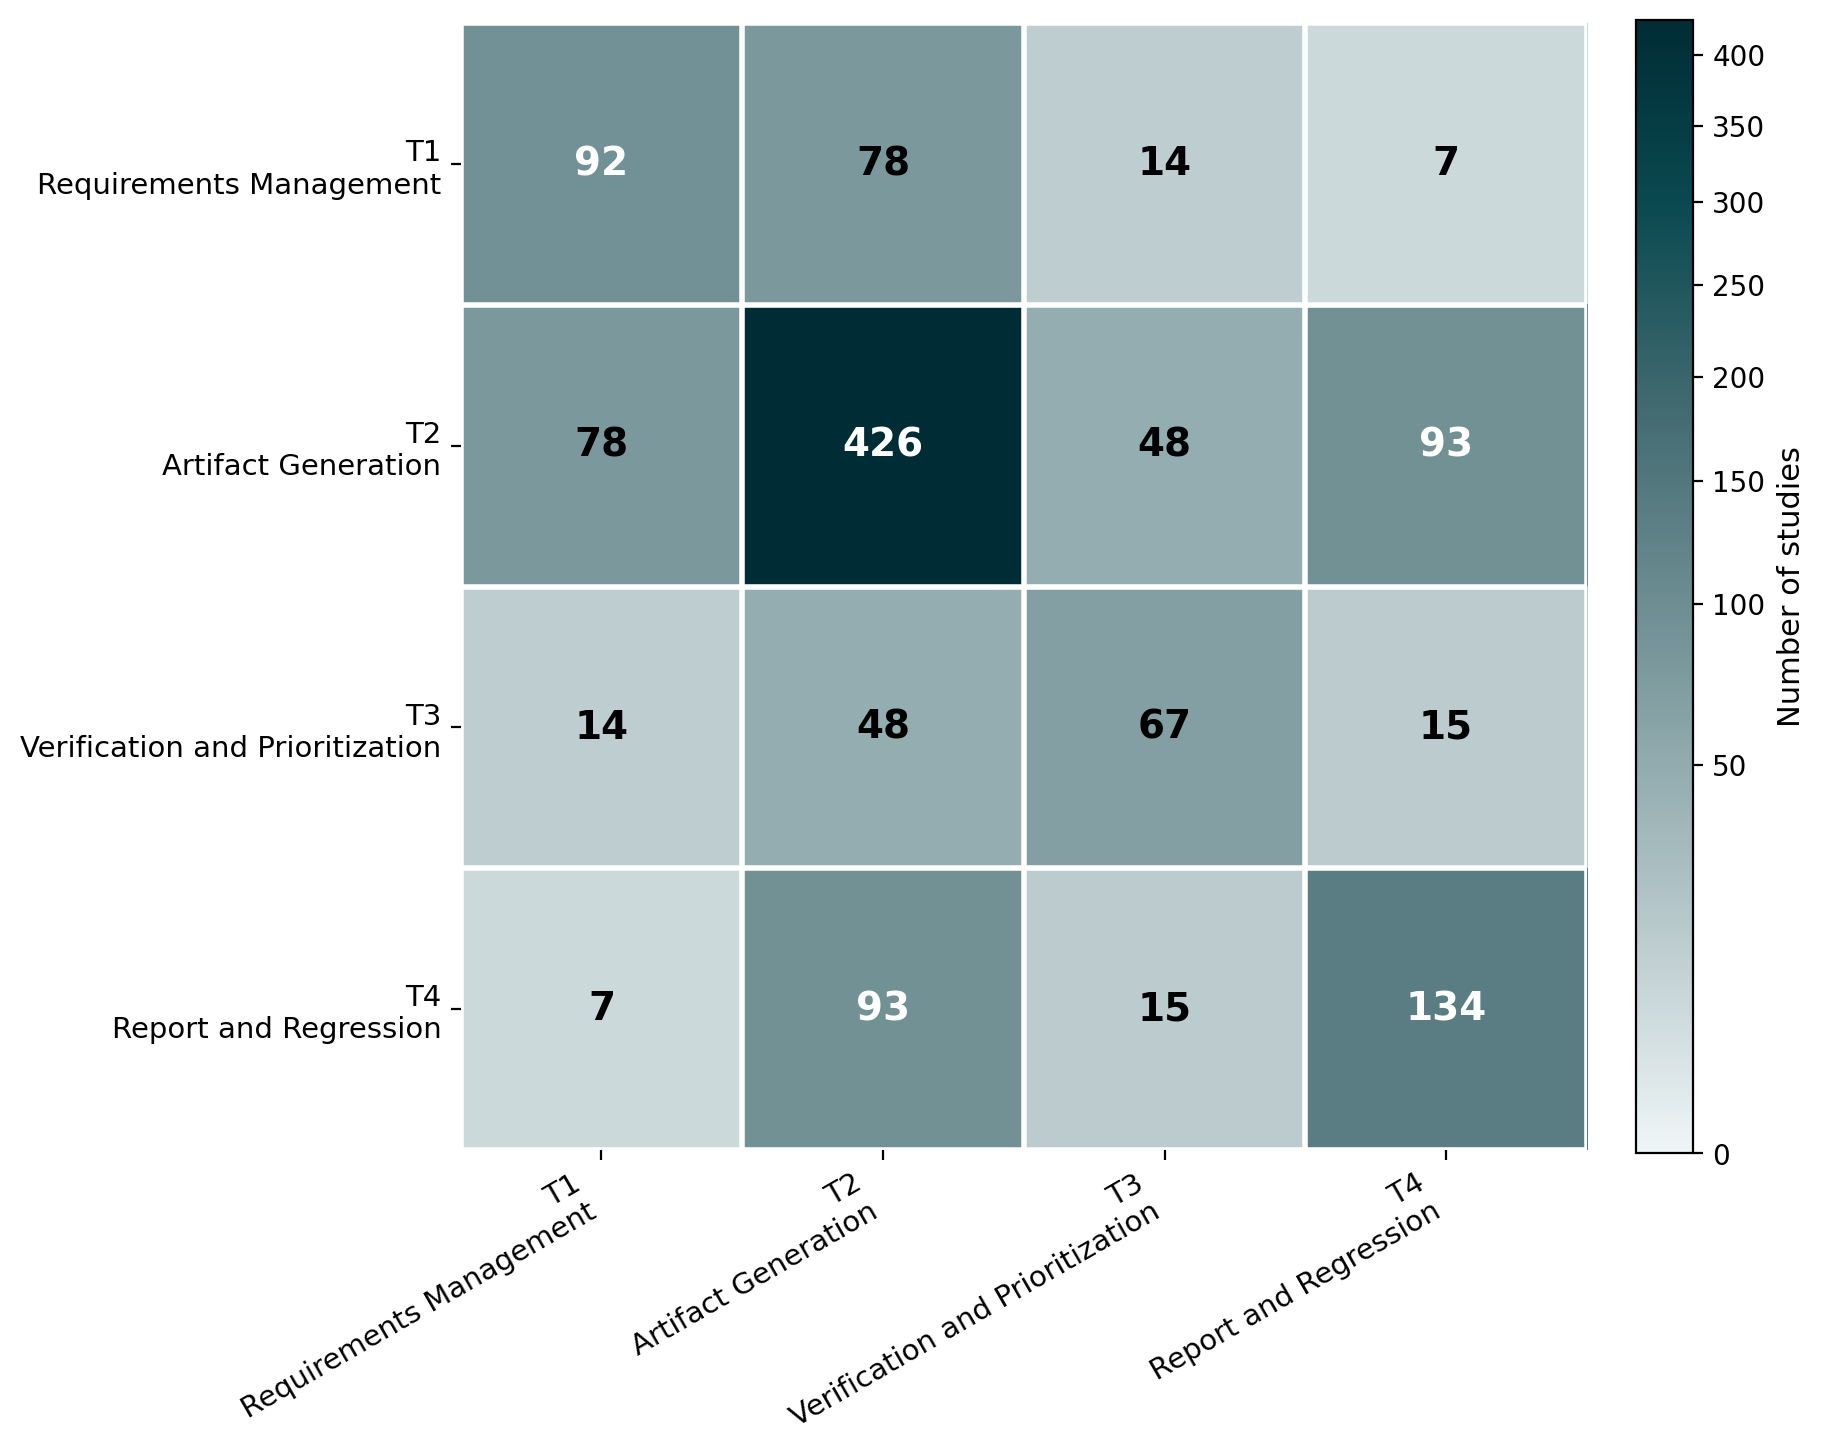 T1
Requirements Management
92 78 14 7
T2
Artifact Generation
78 426 48 93
T3
Verification and Prioritization
14 48 67 15
T4
Report and Regression
7 93 15 134
T1
Requirements Management
T2
Artifact Generation
T3
Verification and Prioritization
T4
Report and Regression
400
350
300
250
200
150
100
50
0
Number of studies